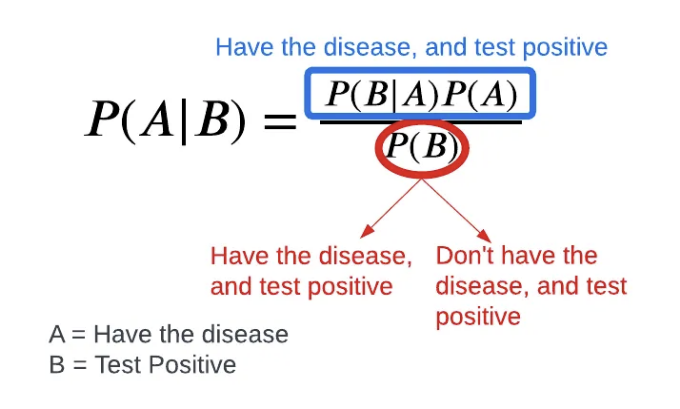 Have the disease, and test positive
P(A|B) = P(B|A)P(A)
P(B)
Have the disease,
and test positive
Don't have the
disease, and test
positive
A = Have the disease
B = Test Positive